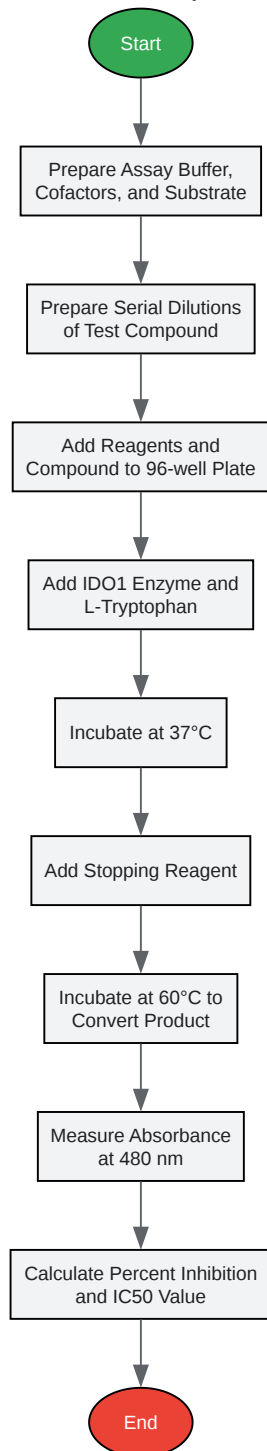 Start
Prepare Assay Buffer,
Cofactors, and Substrate
Prepare Serial Dilutions
of Test Compound
Add Reagents and
Compound to 96-well Plate
Add IDO1 Enzyme and
L-Tryptophan
Incubate at 37°C
Add Stopping Reagent
Incubate at 60°C to
Convert Product
Measure Absorbance
at 480 nm
Calculate Percent Inhibition
and IC50 Value
End